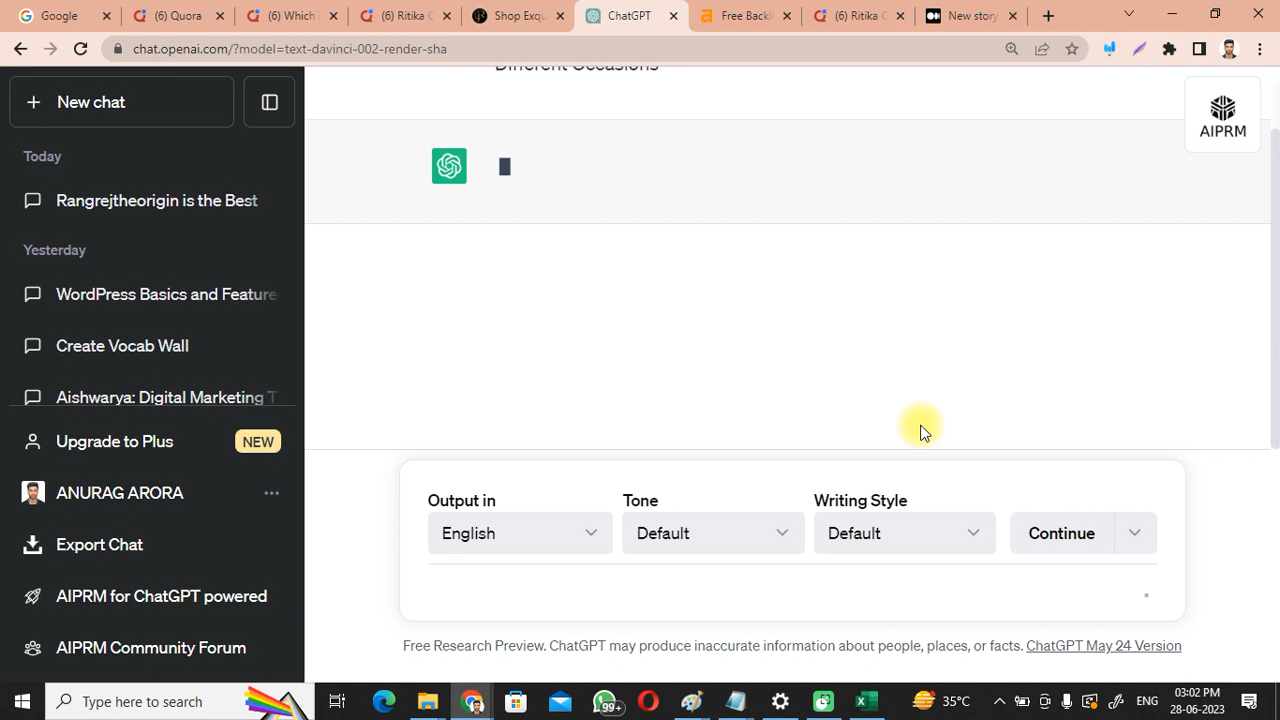 Google
(6) Quora
(6) Which
(6) Ritika C
Shop Exqu
ChatGPT
Free Backl
(6) Ritika C
New story
chat.openai.com/?model=text-davinci-002-render-sha
New chat
Today
Rangrejtheorigin is the Best
Yesterday
WordPress Basics and Feature
Create Vocab Wall
Aishwarya: Digital Marketing T
Upgrade to Plus
NEW
ANURAG ARORA
Export Chat
AIPRM for ChatGPT powered
AIPRM Community Forum
Different Occasions
AIPRM
Output in
Tone
Writing Style
English
Default
Default
Continue
Free Research Preview. ChatGPT may produce inaccurate information about people, places, or facts. ChatGPT May 24 Version
Type here to search
99+
35°C
ENG
03:02 PM
28-06-2023